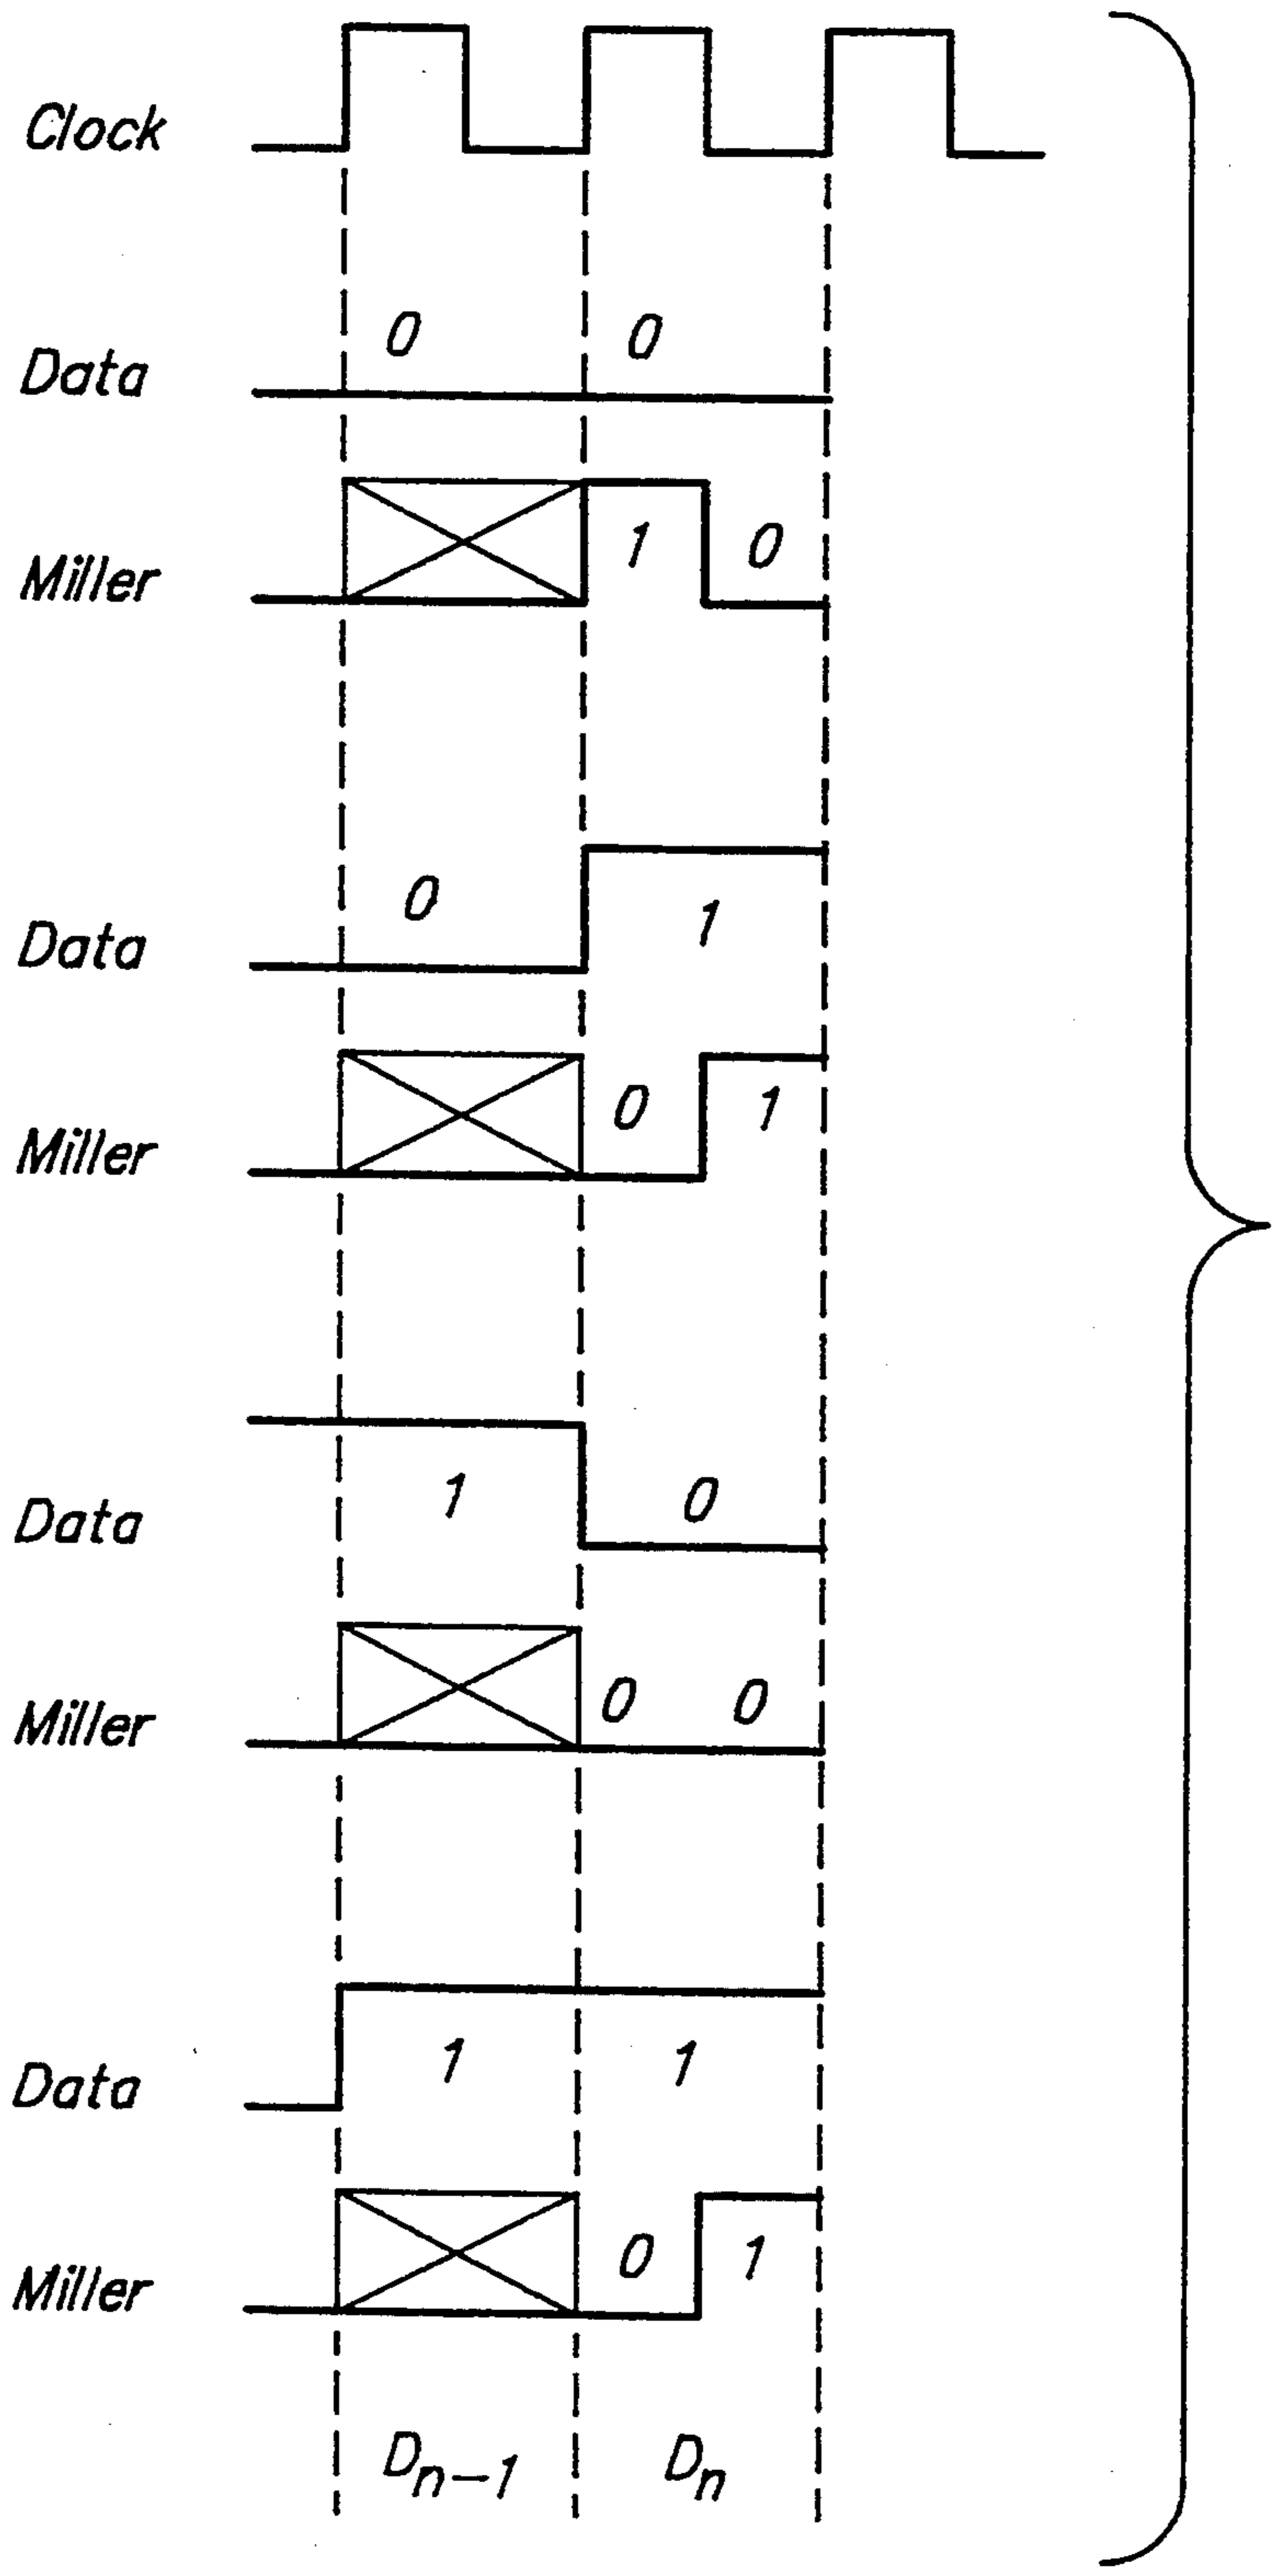 Clock
0 0
Data
Miller 1 0
0 1
Data
Miller 0 1
1 0
Data
Miller 0 0
1 1
Data
Miller 0 1
Dn-1 Dn